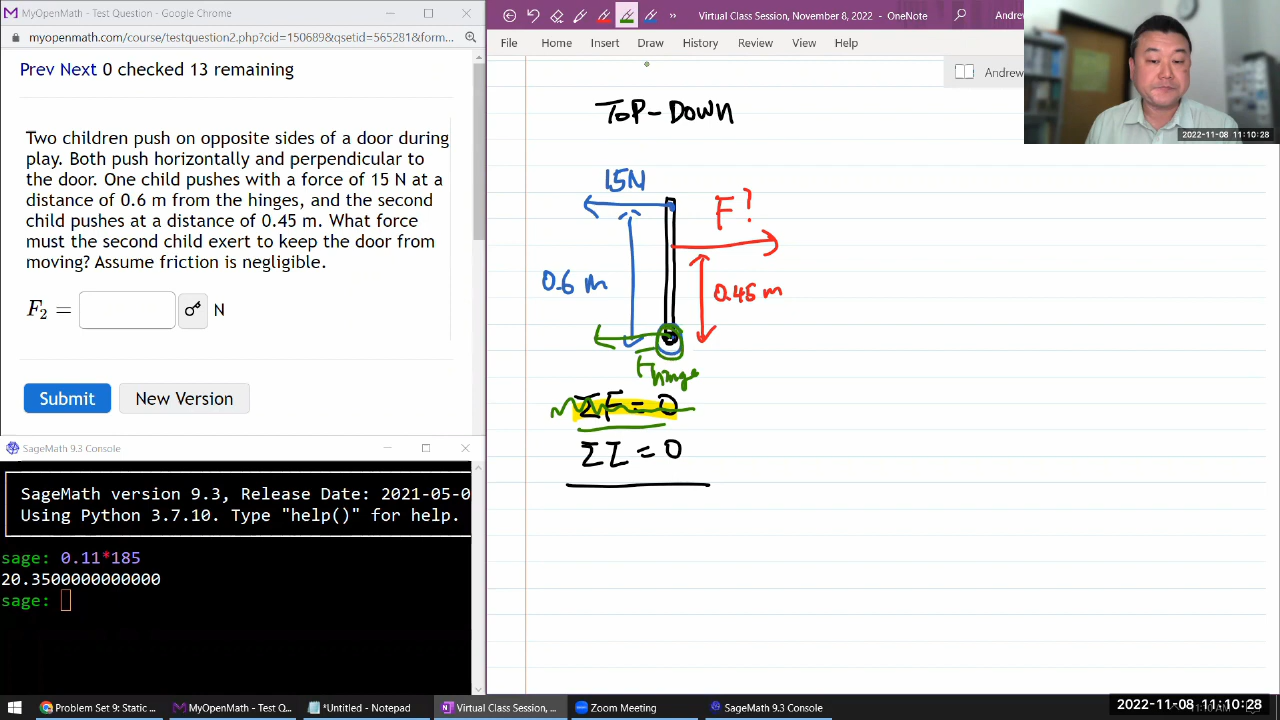 MyOpenMath - Test Question - Google Chrome
myopenmath.com/course/testquestion2.php?cid=150689&qsetid=565281&form...
Prev Next 0 checked 13 remaining
Two children push on opposite sides of a door during
play. Both push horizontally and perpendicular to
the door. One child pushes with a force of 15 N at a
distance of 0.6 m from the hinges, and the second
child pushes at a distance of 0.45 m. What force
must the second child exert to keep the door from
moving? Assume friction is negligible.
F₂ = N
Submit New Version
SageMath 9.3 Console
SageMath version 9.3, Release Date: 2021-05-0
Using Python 3.7.10. Type "help()" for help.
sage: 0.11*185
20.3500000000000
sage:
Virtual Class Session, November 8, 2022 - OneNote
Andrew
File Home Insert Draw History Review View Help
Andrew
2022-11-08 11:10:28
TOP-DOWN
15N
F?
0.6 m
0.45 m
Fhinge
ΣF = 0
Στ = 0
Problem Set 9: Static ...
MyOpenMath - Test Q...
*Untitled - Notepad
Virtual Class Session, ...
Zoom Meeting
SageMath 9.3 Console
2022-11-08 11:10:28